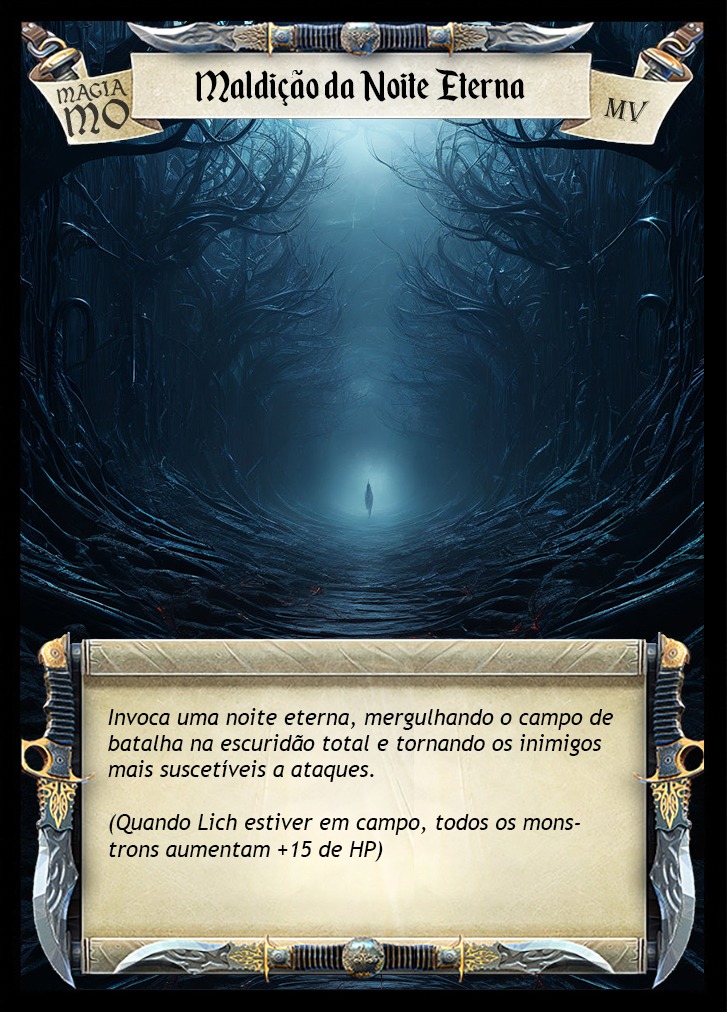 MAGIA
MO
Maldição da Noite Eterna
MV
Invoca uma noite eterna, mergulhando o campo de
batalha na escuridão total e tornando os inimigos
mais suscetíveis a ataques.
(Quando Lich estiver em campo, todos os mons-
trons aumentam +15 de HP)